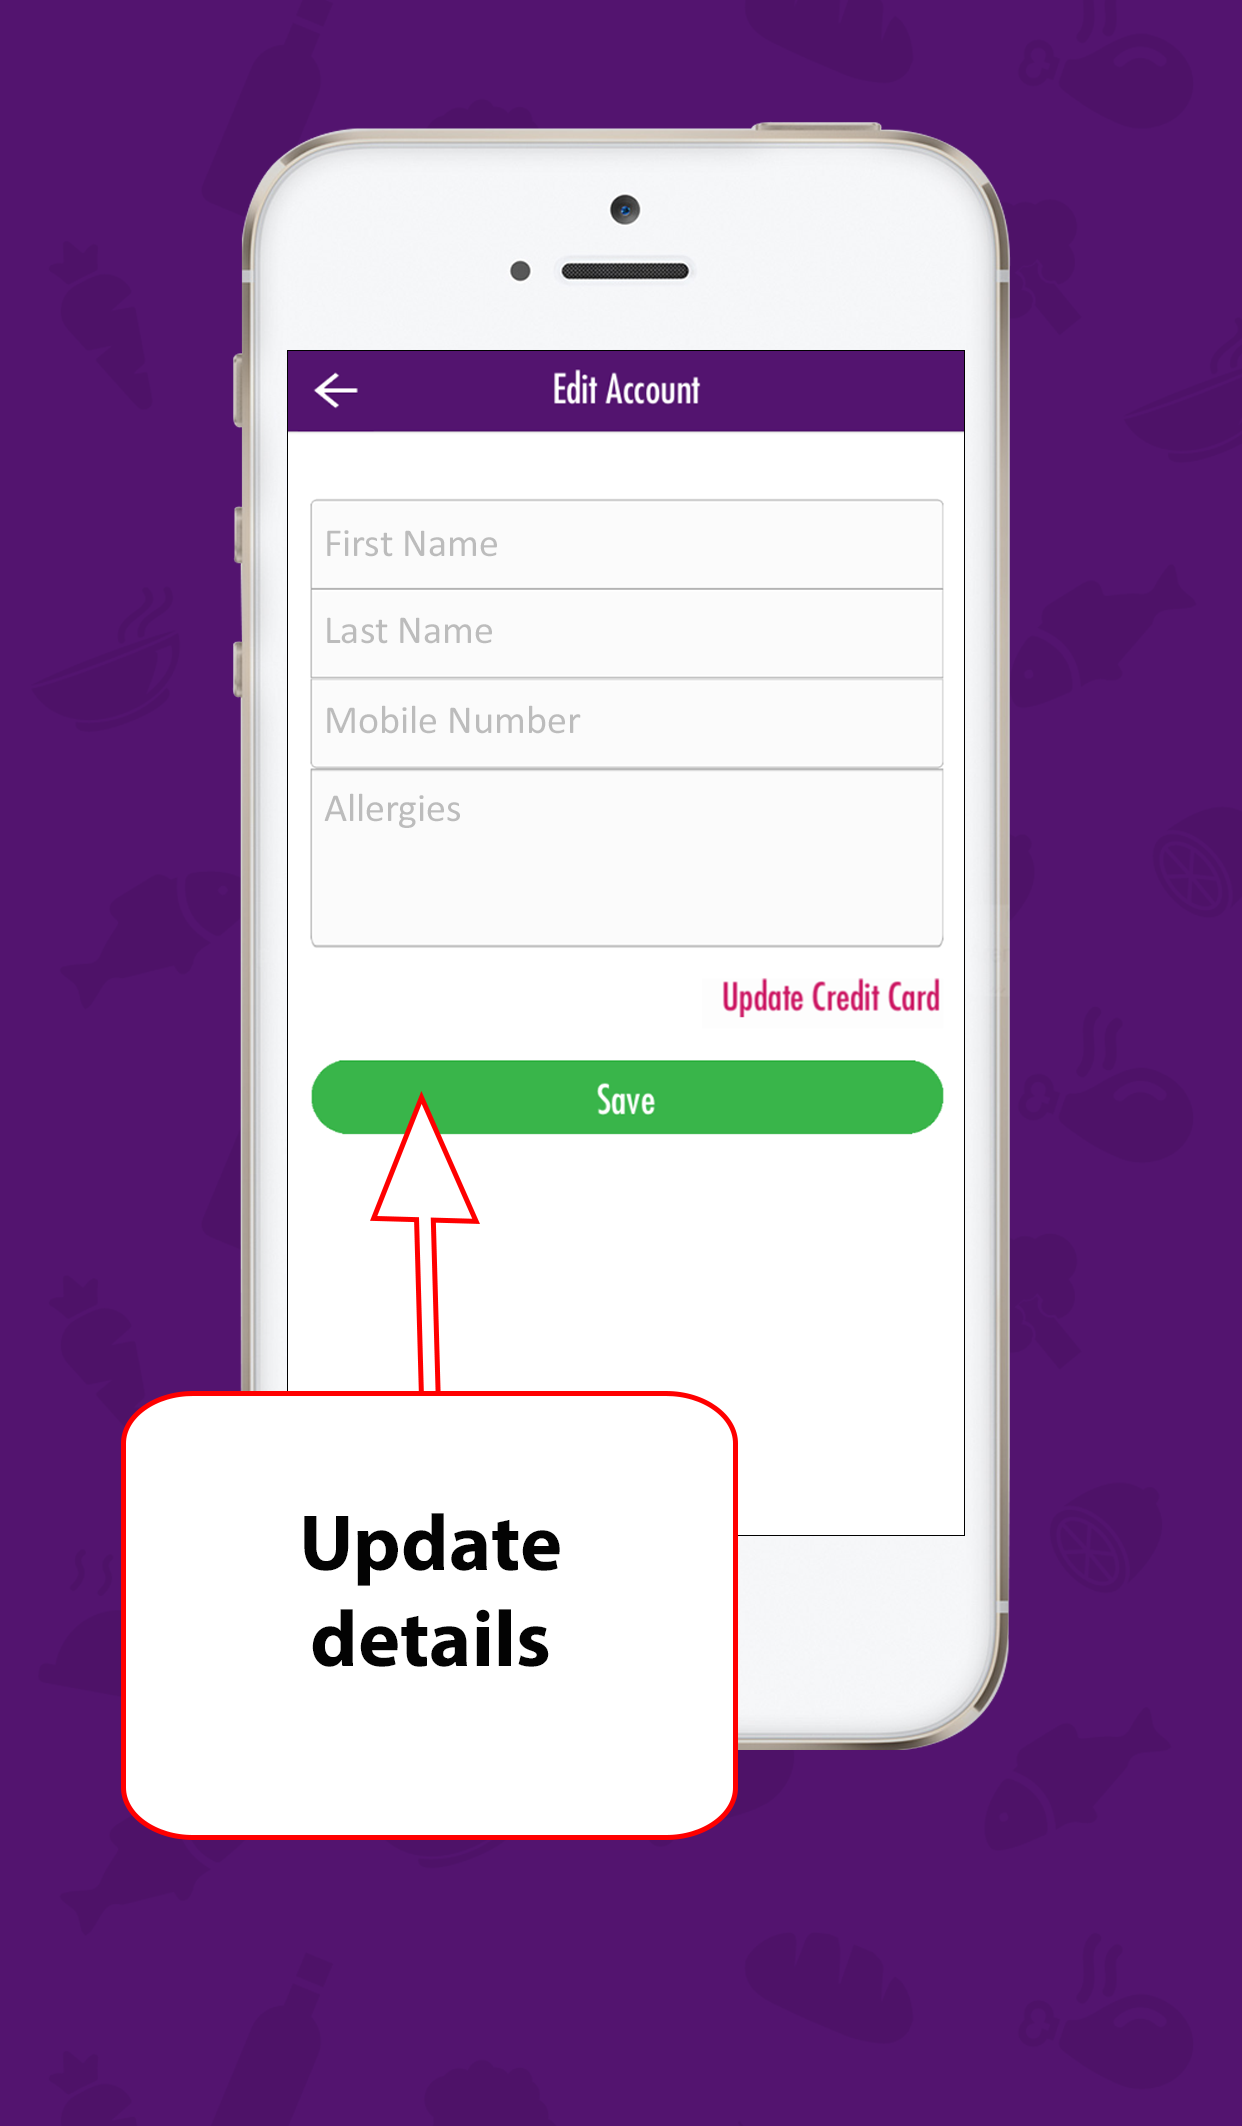 Edit Account
First Name
Last Name
Mobile Number
Allergies
Update Credit Card
Save
Update
details